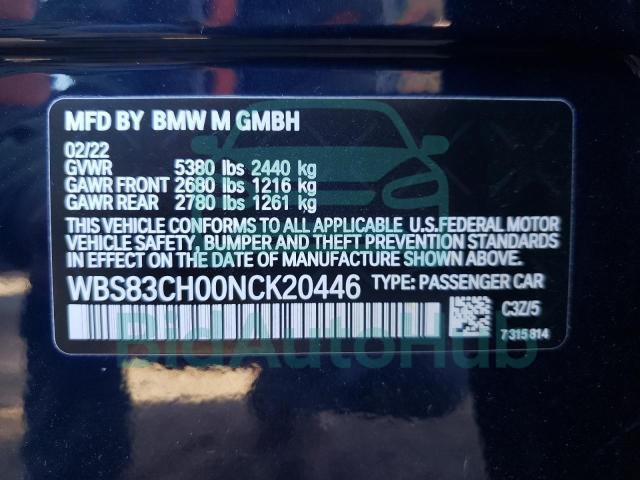 MFD BY BMW M GMBH
02/22
GVWR 5380 lbs 2440 kg
GAWR FRONT 2680 lbs 1216 kg
GAWR REAR 2780 lbs 1261 kg
THIS VEHICLE CONFORMS TO ALL APPLICABLE U.S.FEDERAL MOTOR
VEHICLE SAFETY, BUMPER AND THEFT PREVENTION STANDARDS
IN EFFECT ON THE DATE OF MANUFACTURE SHOWN ABOVE.
WBS83CH00NCK20446 TYPE: PASSENGER CAR
C3Z/5
7315814
BidAutoHub